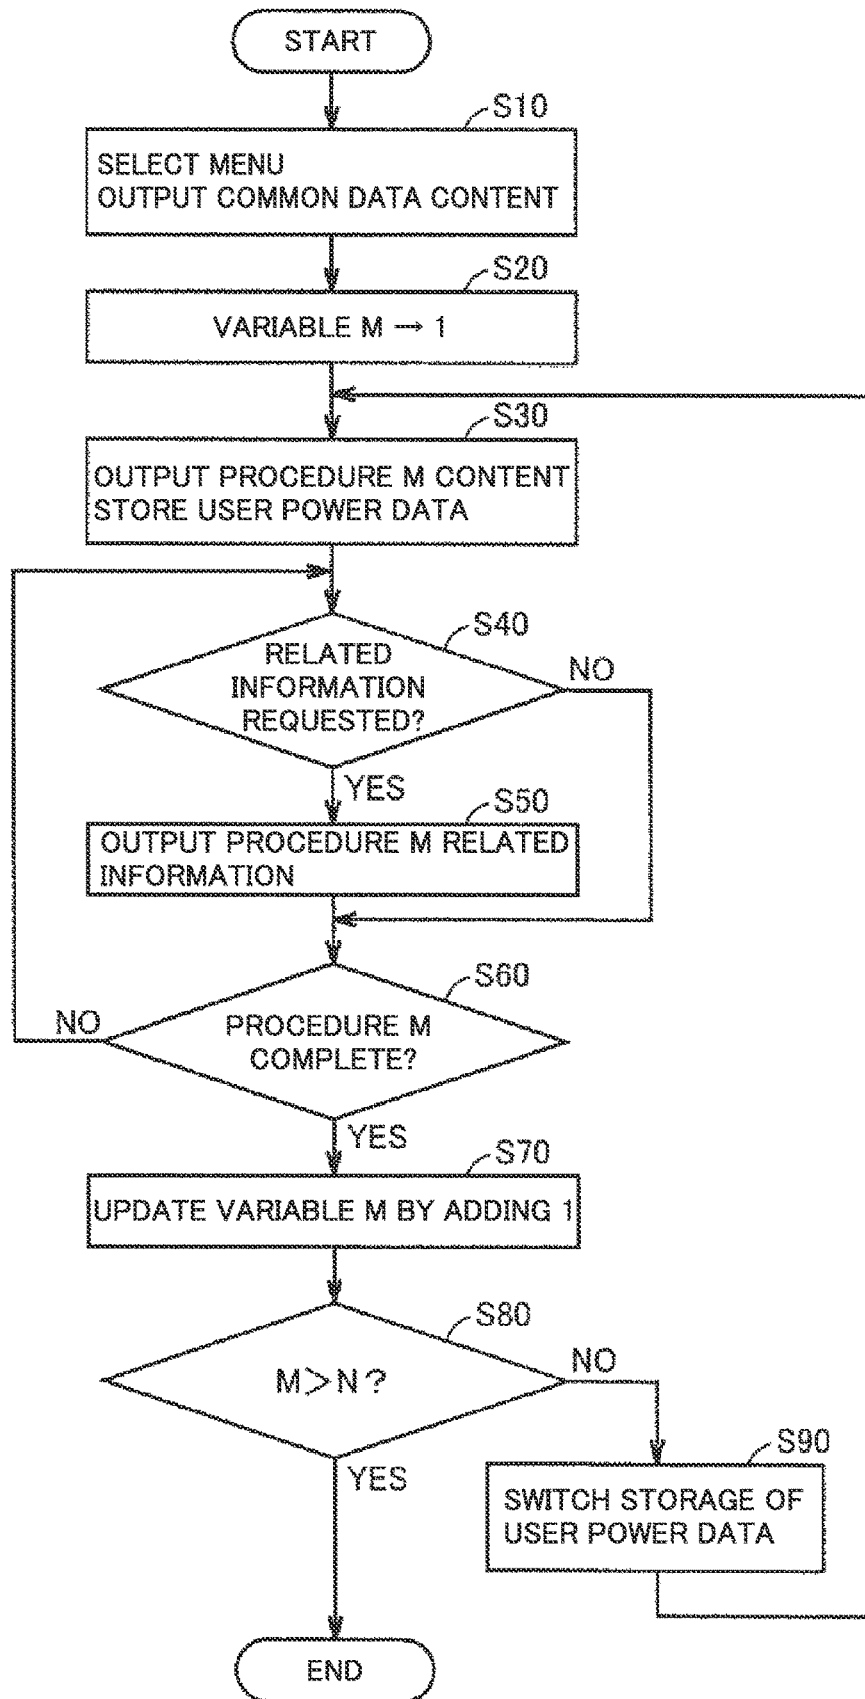 START
S10
SELECT MENU
OUTPUT COMMON DATA CONTENT
S20
VARIABLE M → 1
S30
OUTPUT PROCEDURE M CONTENT
STORE USER POWER DATA
S40
RELATED
INFORMATION
REQUESTED?
NO
YES
S50
OUTPUT PROCEDURE M RELATED
INFORMATION
S60
NO
PROCEDURE M
COMPLETE?
YES
S70
UPDATE VARIABLE M BY ADDING 1
S80
M>N?
NO
YES
S90
SWITCH STORAGE OF
USER POWER DATA
END